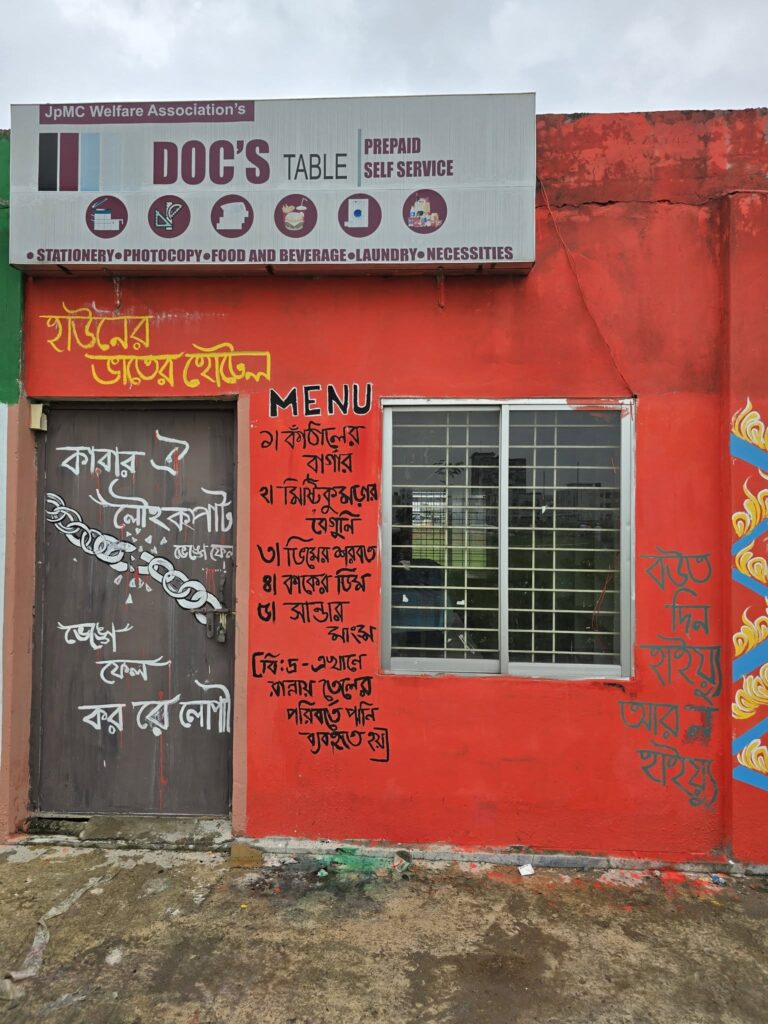 JpMC Welfare Association's
DOC'S TABLE
PREPAID
SELF SERVICE
• STATIONERY • PHOTOCOPY • FOOD AND BEVERAGE • LAUNDRY • NECESSITIES
হাউনের
ভাতের হোটেল
কারার ঐ
লৌহকপাট
ভেঙ্গে ফেল
ভেঙ্গে
ফেল
কর রে লোপী
MENU
১। কাঁঠালের
বার্গার
২। মিষ্টিকুমড়ার
বেগুনি
৩। ডিমের শরবত
৪। কাকের ডিম
৫। সান্ডার
মাংস
[বি:দ্র - এখানে
রান্নায় তেলের
পরিবর্তে পানি
ব্যবহৃত হয়]
বউত
দিন
হাইয়্যু
আর ন
হাইয়্যু